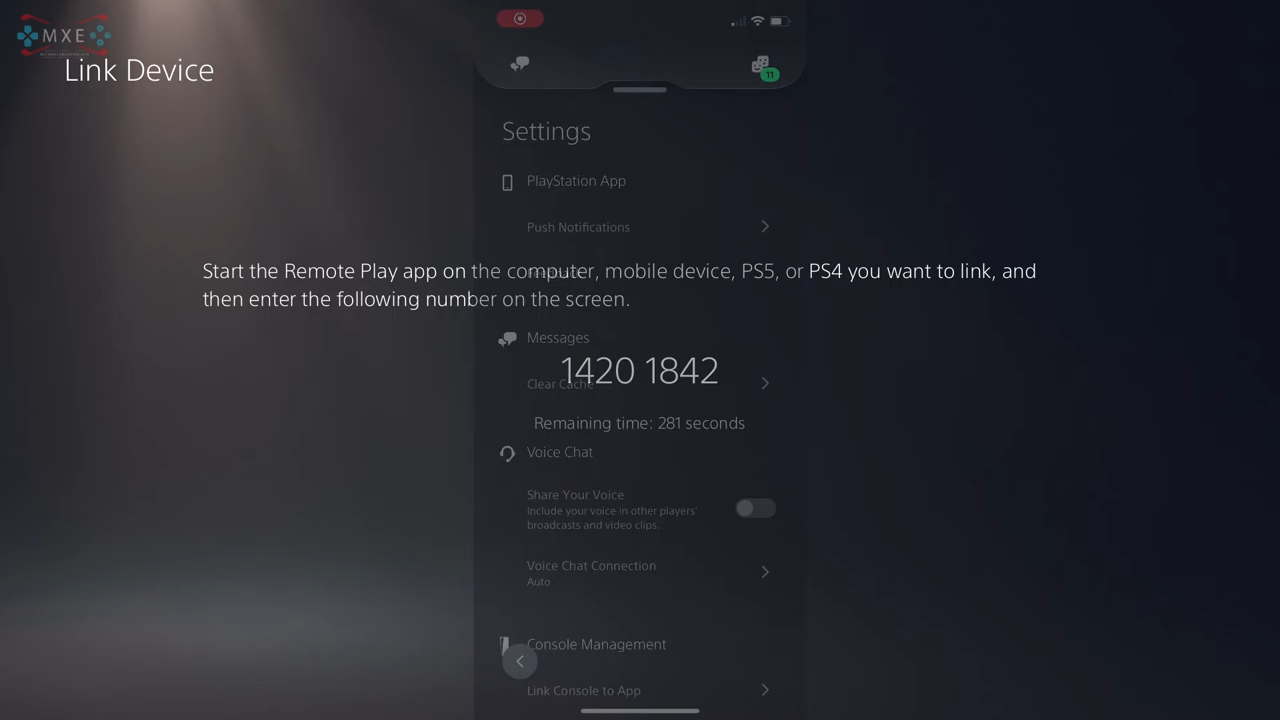 MXE
Link Device
11
Settings
PlayStation App
Push Notifications
Start the Remote Play app on the computer, mobile device, PS5, or PS4 you want to link, and
then enter the following number on the screen.
Messages
1420 1842
Clear Cache
Remaining time: 281 seconds
Voice Chat
Share Your Voice
Include your voice in other players'
broadcasts and video clips.
Voice Chat Connection
Auto
Console Management
Link Console to App